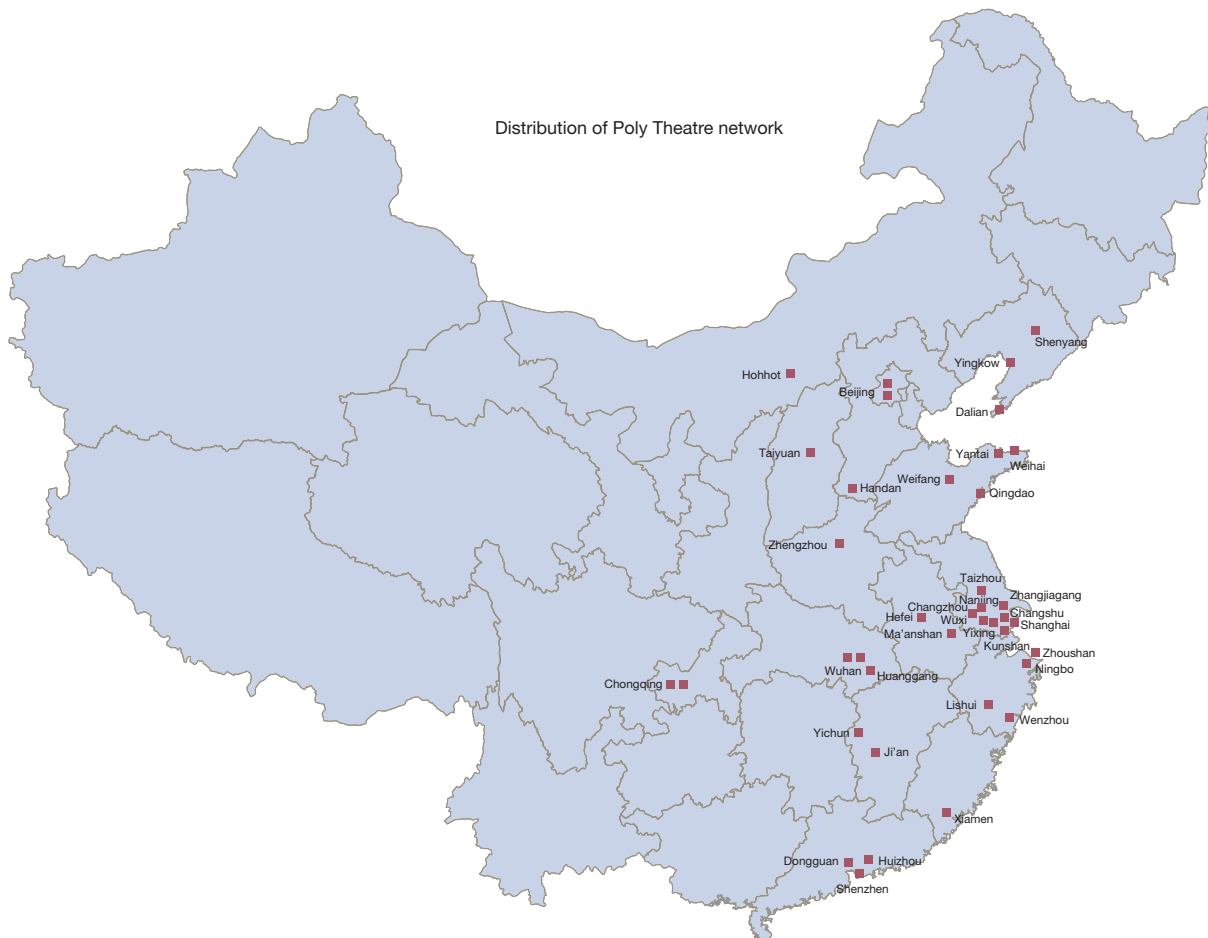 Distribution of Poly Theatre network
Shenyang
Yingkow
Hohhot
Beijing
Dalian
Taiyuan
Yantai
Weihai
Weifang
Handan
Qingdao
Zhengzhou
Taizhou
Zhangjiagang
Nanjing
Changzhou
Changshu
Hefei
Wuxi
Shanghai
Ma'anshan
Yixing
Kunshan
Zhoushan
Wuhan
Ningbo
Huanggang
Chongqing
Lishui
Wenzhou
Yichun
Ji'an
Xiamen
Dongguan
Huizhou
Shenzhen